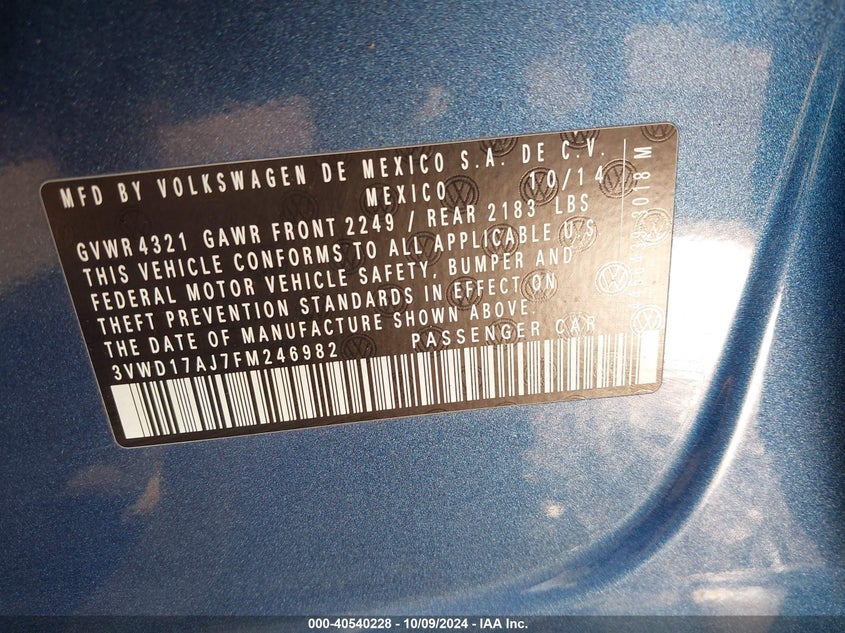 MFD BY VOLKSWAGEN DE MEXICO S.A. DE C.V.
MEXICO 10/14
GVWR 4321 GAWR FRONT 2249 / REAR 2183 LBS
THIS VEHICLE CONFORMS TO ALL APPLICABLE U.S.
FEDERAL MOTOR VEHICLE SAFETY, BUMPER AND
THEFT PREVENTION STANDARDS IN EFFECT ON
THE DATE OF MANUFACTURE SHOWN ABOVE.
3VWD17AJ7FM246982 PASSENGER CAR
000-40540228 - 10/09/2024 - IAA Inc.